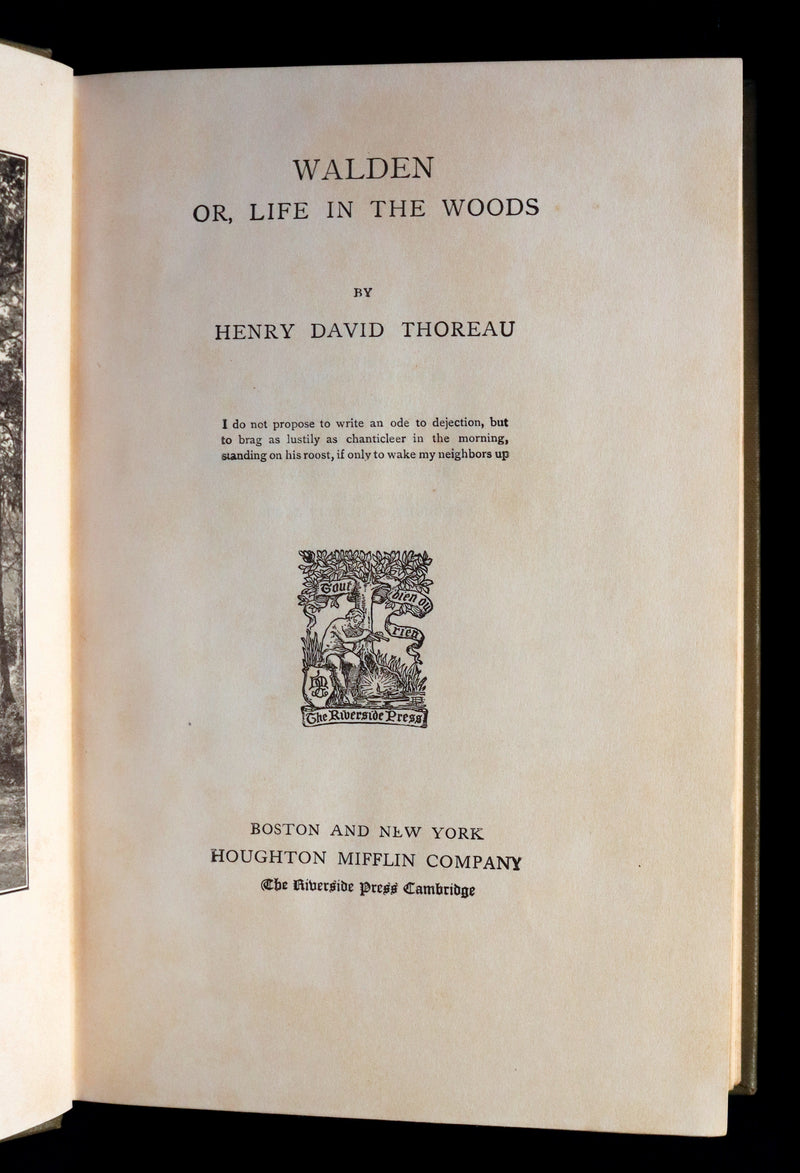 WALDEN
OR, LIFE IN THE WOODS
BY
HENRY DAVID THOREAU
I do not propose to write an ode to dejection, but
to brag as lustily as chanticleer in the morning,
standing on his roost, if only to wake my neighbors up
Tout
bien ou
rien
The Riverside Press
BOSTON AND NEW YORK
HOUGHTON MIFFLIN COMPANY
The Riverside Press Cambridge